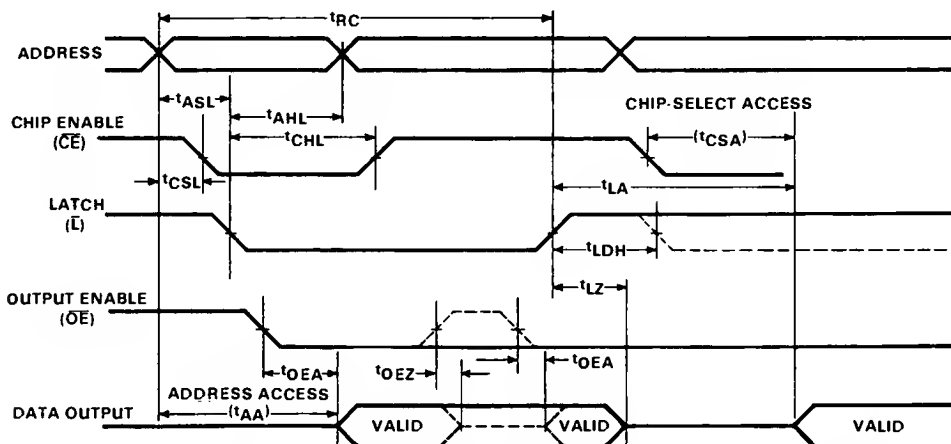 tRC
ADDRESS
tASL
tAHL
CHIP-SELECT ACCESS
CHIP ENABLE
(CE)
tCHL
(tCSA)
tCSL
tLA
LATCH
(L)
tLDH
tLZ
OUTPUT ENABLE
(OE)
tOEA
tOEZ
tOEA
ADDRESS ACCESS
(tAA)
DATA OUTPUT
VALID
VALID
VALID